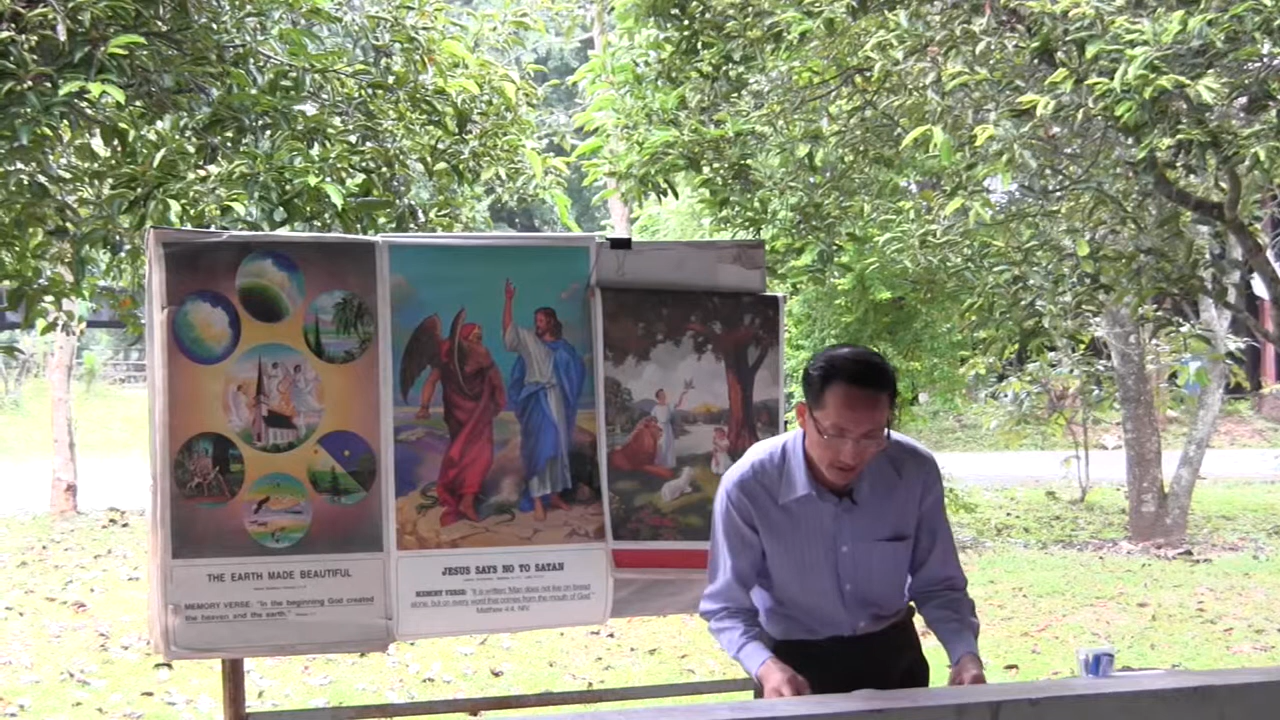 THE EARTH MADE BEAUTIFUL
MEMORY VERSE: "In the beginning God created
the heaven and the earth."
JESUS SAYS NO TO SATAN
MEMORY VERSE: "It is written: 'Man does not live on bread
alone, but on every word that comes from the mouth of God.'"
Matthew 4:4, NIV.